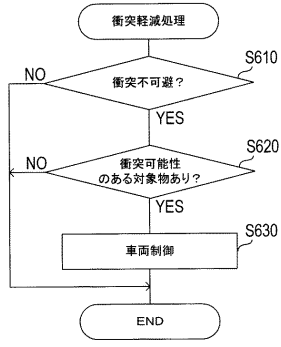 衝突軽減処理
S610
NO
衝突不可避？
YES
S620
NO
衝突可能性
のある対象物あり？
YES
S630
車両制御
END